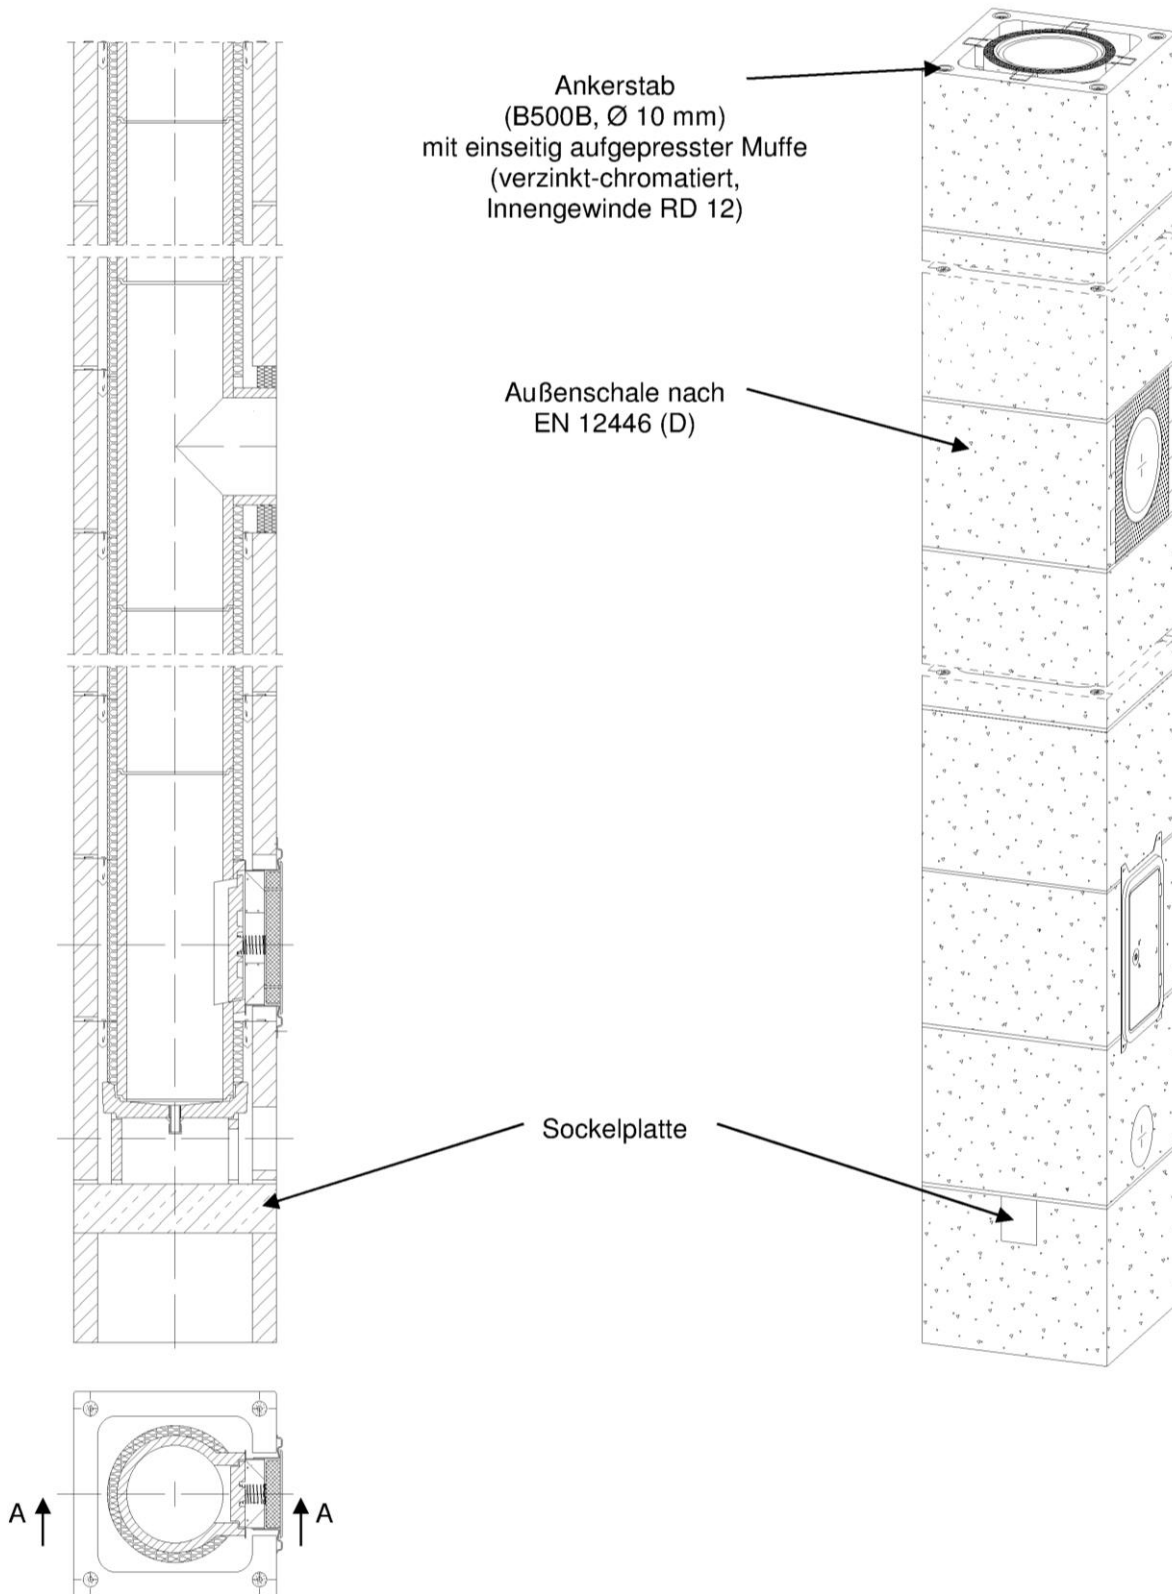 Ankerstab
(B500B, Ø 10 mm)
mit einseitig aufgepresster Muffe
(verzinkt-chromatiert,
Innengewinde RD 12)
Außenschale nach
EN 12446 (D)
Sockelplatte
A
A